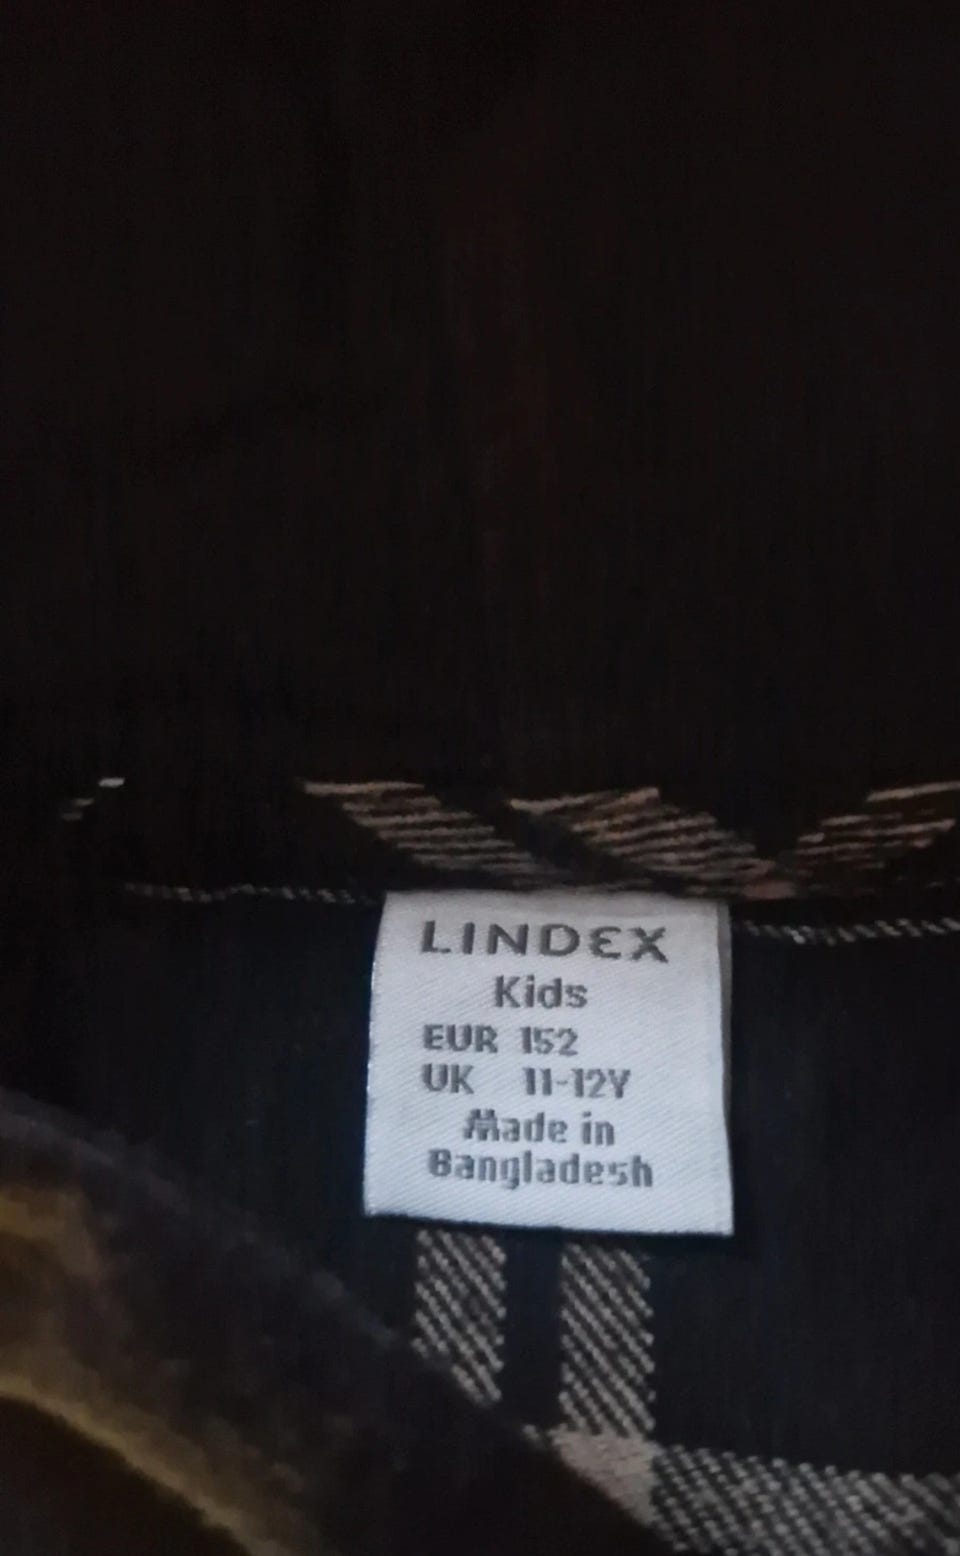 LINDEX
Kids
EUR 152
UK 11-12Y
Made in
Bangladesh